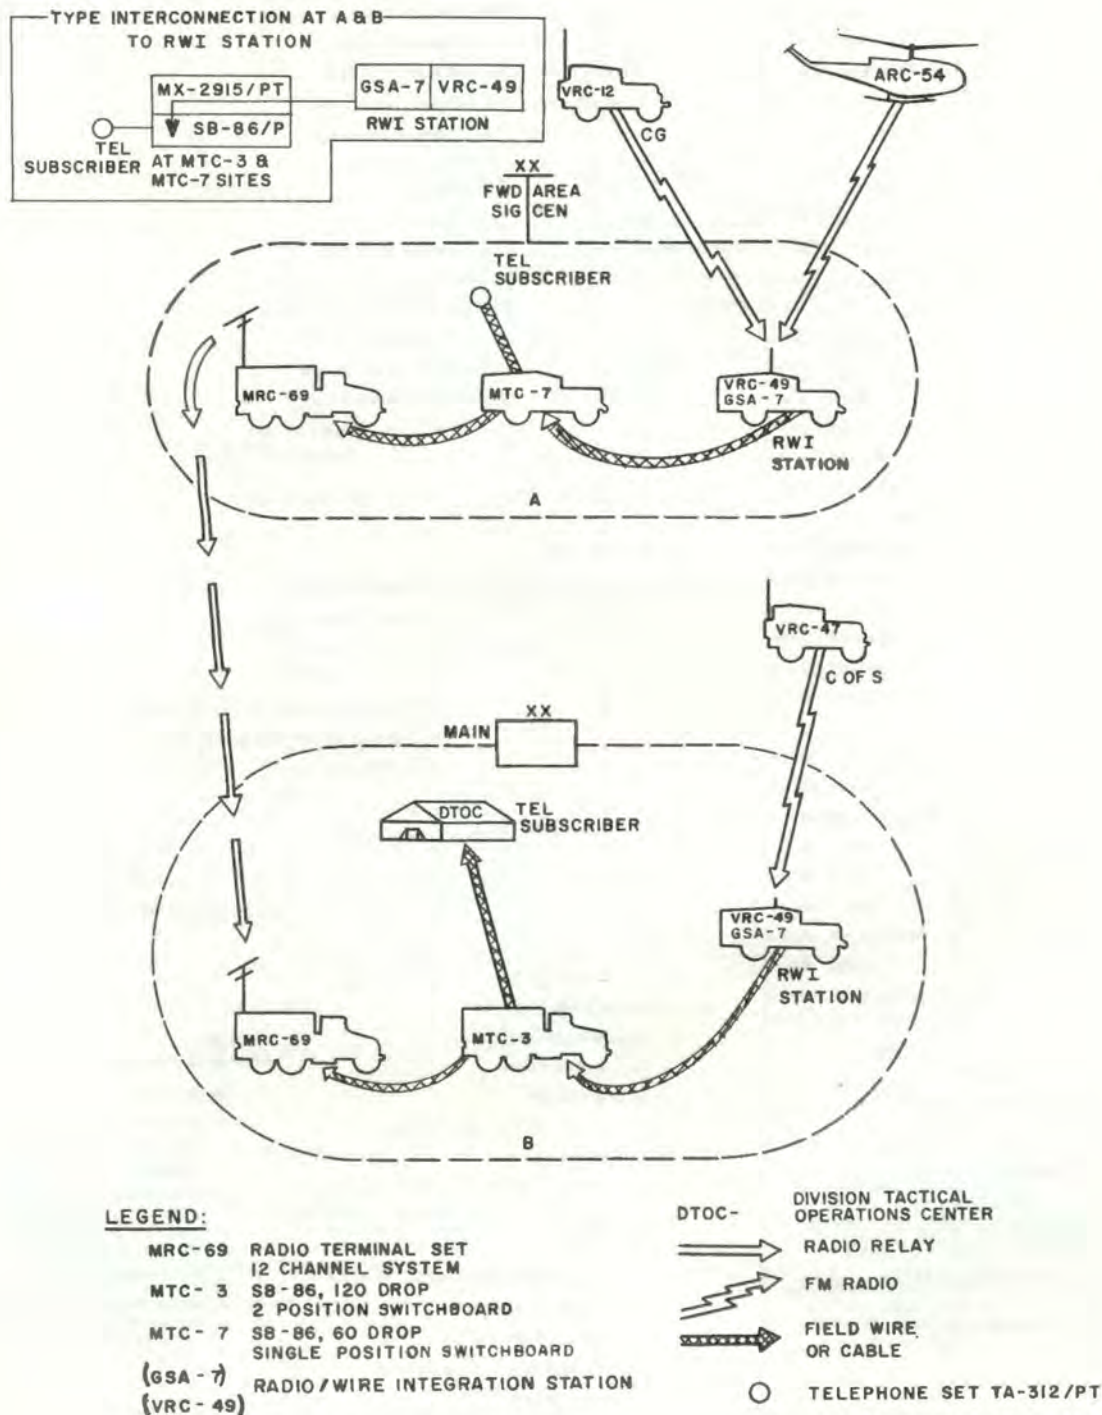 TYPE INTERCONNECTION AT A & B
TO RWI STATION
MX-2915/PT
SB-86/P
GSA-7 VRC-49
RWI STATION
TEL
SUBSCRIBER
AT MTC-3 &
MTC-7 SITES
VRC-12
CG
ARC-54
XX
FWD AREA
SIG CEN
TEL
SUBSCRIBER
MRC-69
MTC-7
VRC-49
GSA-7
RWI
STATION
A
VRC-47
C OF S
XX
MAIN
DTOC
TEL
SUBSCRIBER
VRC-49
GSA-7
RWI
STATION
MRC-69
MTC-3
B
LEGEND:
MRC-69 RADIO TERMINAL SET
12 CHANNEL SYSTEM
MTC- 3 SB-86, 120 DROP
2 POSITION SWITCHBOARD
MTC- 7 SB-86, 60 DROP
SINGLE POSITION SWITCHBOARD
(GSA-7)
(VRC-49) RADIO/WIRE INTEGRATION STATION
DTOC- DIVISION TACTICAL
OPERATIONS CENTER
RADIO RELAY
FM RADIO
FIELD WIRE
OR CABLE
TELEPHONE SET TA-312/PT